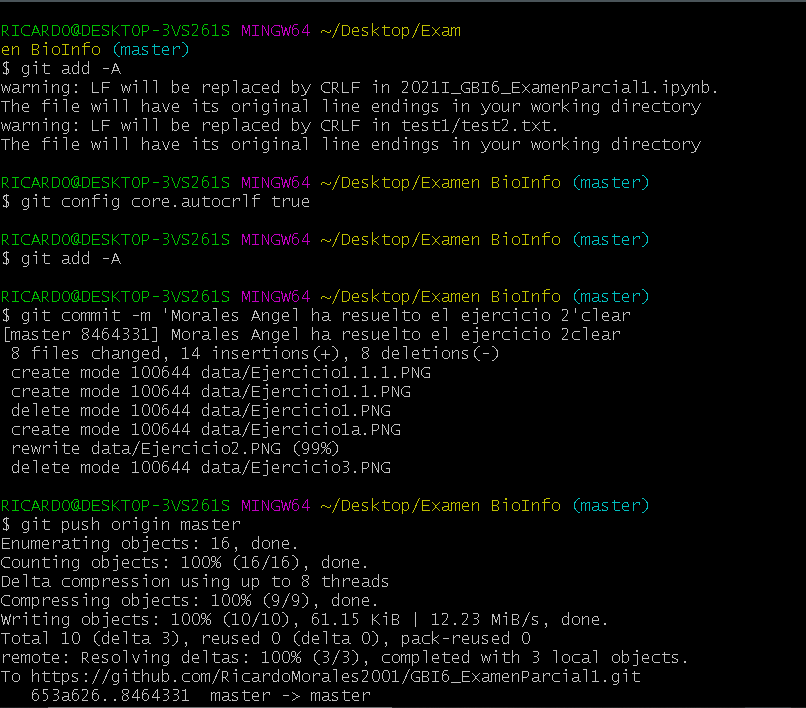 RICARDO@DESKTOP-3VS261S MINGW64 ~/Desktop/Exam
en BioInfo (master)
$ git add -A
warning: LF will be replaced by CRLF in 2021I_GBI6_ExamenParcial1.ipynb.
The file will have its original line endings in your working directory
warning: LF will be replaced by CRLF in test1/test2.txt.
The file will have its original line endings in your working directory
RICARDO@DESKTOP-3VS261S MINGW64 ~/Desktop/Examen BioInfo (master)
$ git config core.autocrlf true
RICARDO@DESKTOP-3VS261S MINGW64 ~/Desktop/Examen BioInfo (master)
$ git add -A
RICARDO@DESKTOP-3VS261S MINGW64 ~/Desktop/Examen BioInfo (master)
$ git commit -m 'Morales Angel ha resuelto el ejercicio 2'clear
[master 8464331] Morales Angel ha resuelto el ejercicio 2clear
 8 files changed, 14 insertions(+), 8 deletions(-)
 create mode 100644 data/Ejercicio1.1.1.PNG
 create mode 100644 data/Ejercicio1.1.PNG
 delete mode 100644 data/Ejercicio1.PNG
 create mode 100644 data/Ejercicio1a.PNG
 rewrite data/Ejercicio2.PNG (99%)
 delete mode 100644 data/Ejercicio3.PNG
RICARDO@DESKTOP-3VS261S MINGW64 ~/Desktop/Examen BioInfo (master)
$ git push origin master
Enumerating objects: 16, done.
Counting objects: 100% (16/16), done.
Delta compression using up to 8 threads
Compressing objects: 100% (9/9), done.
Writing objects: 100% (10/10), 61.15 KiB | 12.23 MiB/s, done.
Total 10 (delta 3), reused 0 (delta 0), pack-reused 0
remote: Resolving deltas: 100% (3/3), completed with 3 local objects.
To https://github.com/RicardoMorales2001/GBI6_ExamenParcial1.git
   653a626..8464331  master -> master